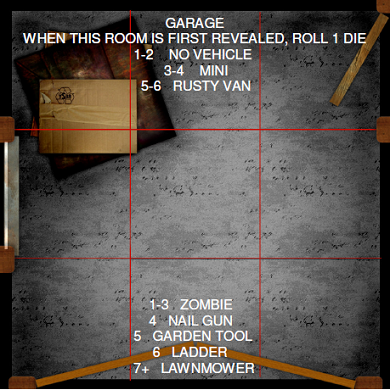 GARAGE
WHEN THIS ROOM IS FIRST REVEALED, ROLL 1 DIE
1-2 NO VEHICLE
3-4 MINI
5-6 RUSTY VAN
1-3 ZOMBIE
4 NAIL GUN
5 GARDEN TOOL
6 LADDER
7+ LAWNMOWER